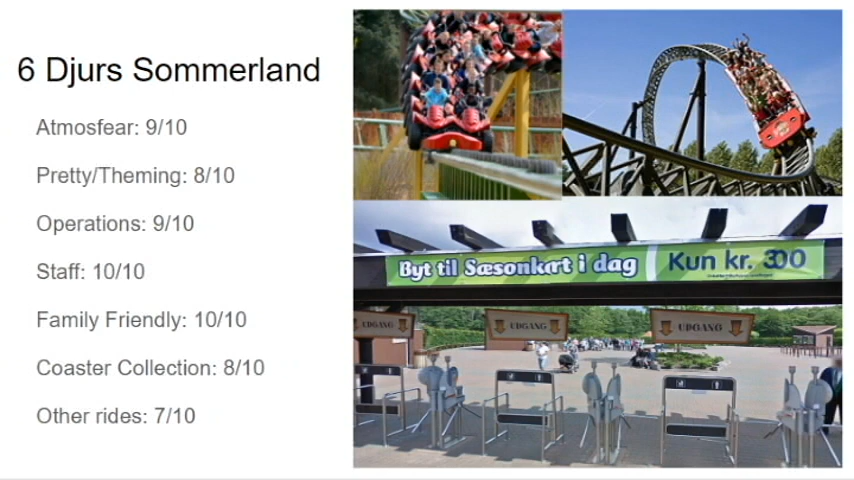 6 Djurs Sommerland
Atmosfear: 9/10
Pretty/Theming: 8/10
Operations: 9/10
Staff: 10/10
Family Friendly: 10/10
Coaster Collection: 8/10
Other rides: 7/10
Byt til Sæsonkort i dag
Kun kr. 300
UDGANG
UDGANG
UDGANG